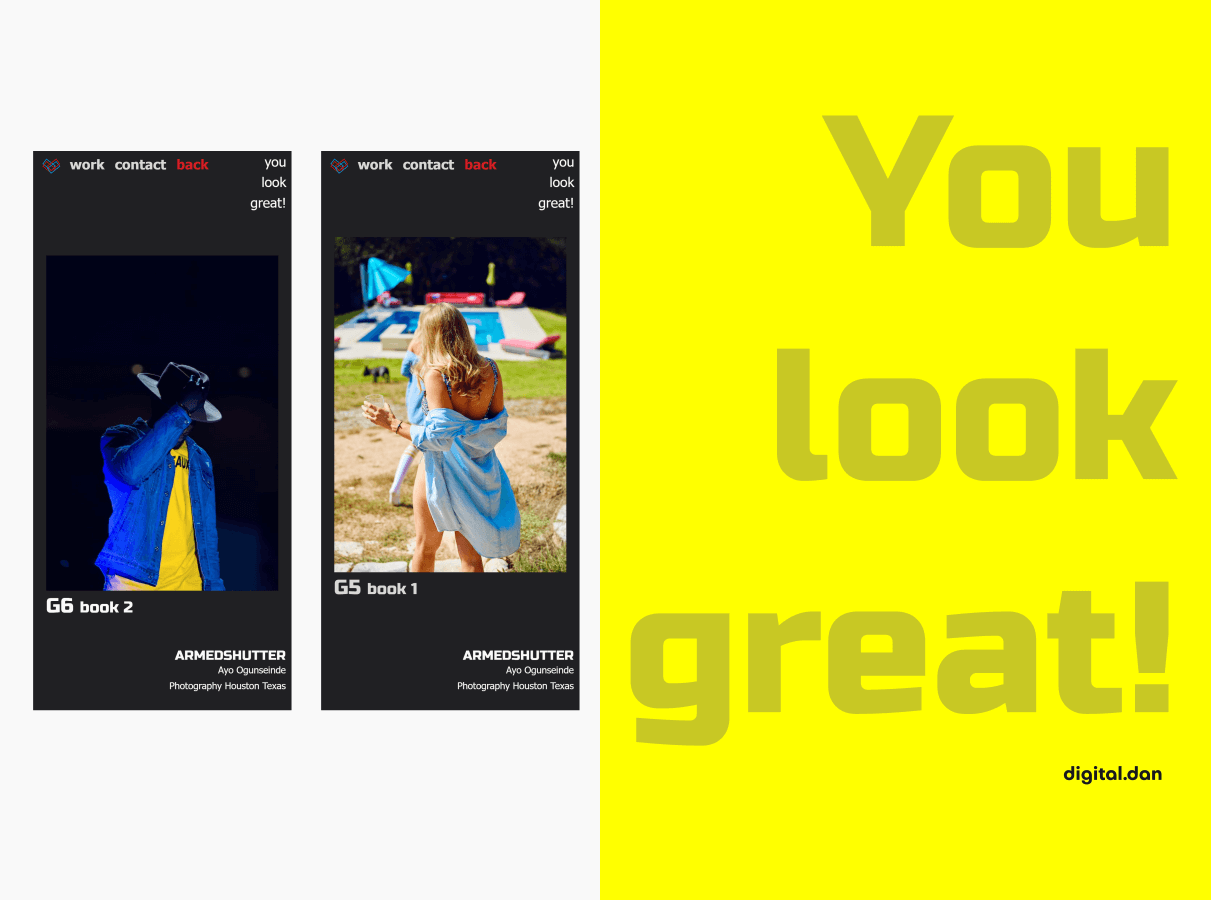 work contact back
you
look
great!
G6 book 2
ARMEDSHUTTER
Ayo Ogunseinde
Photography Houston Texas
work contact back
you
look
great!
G5 book 1
ARMEDSHUTTER
Ayo Ogunseinde
Photography Houston Texas
You
look
great!
digital.dan